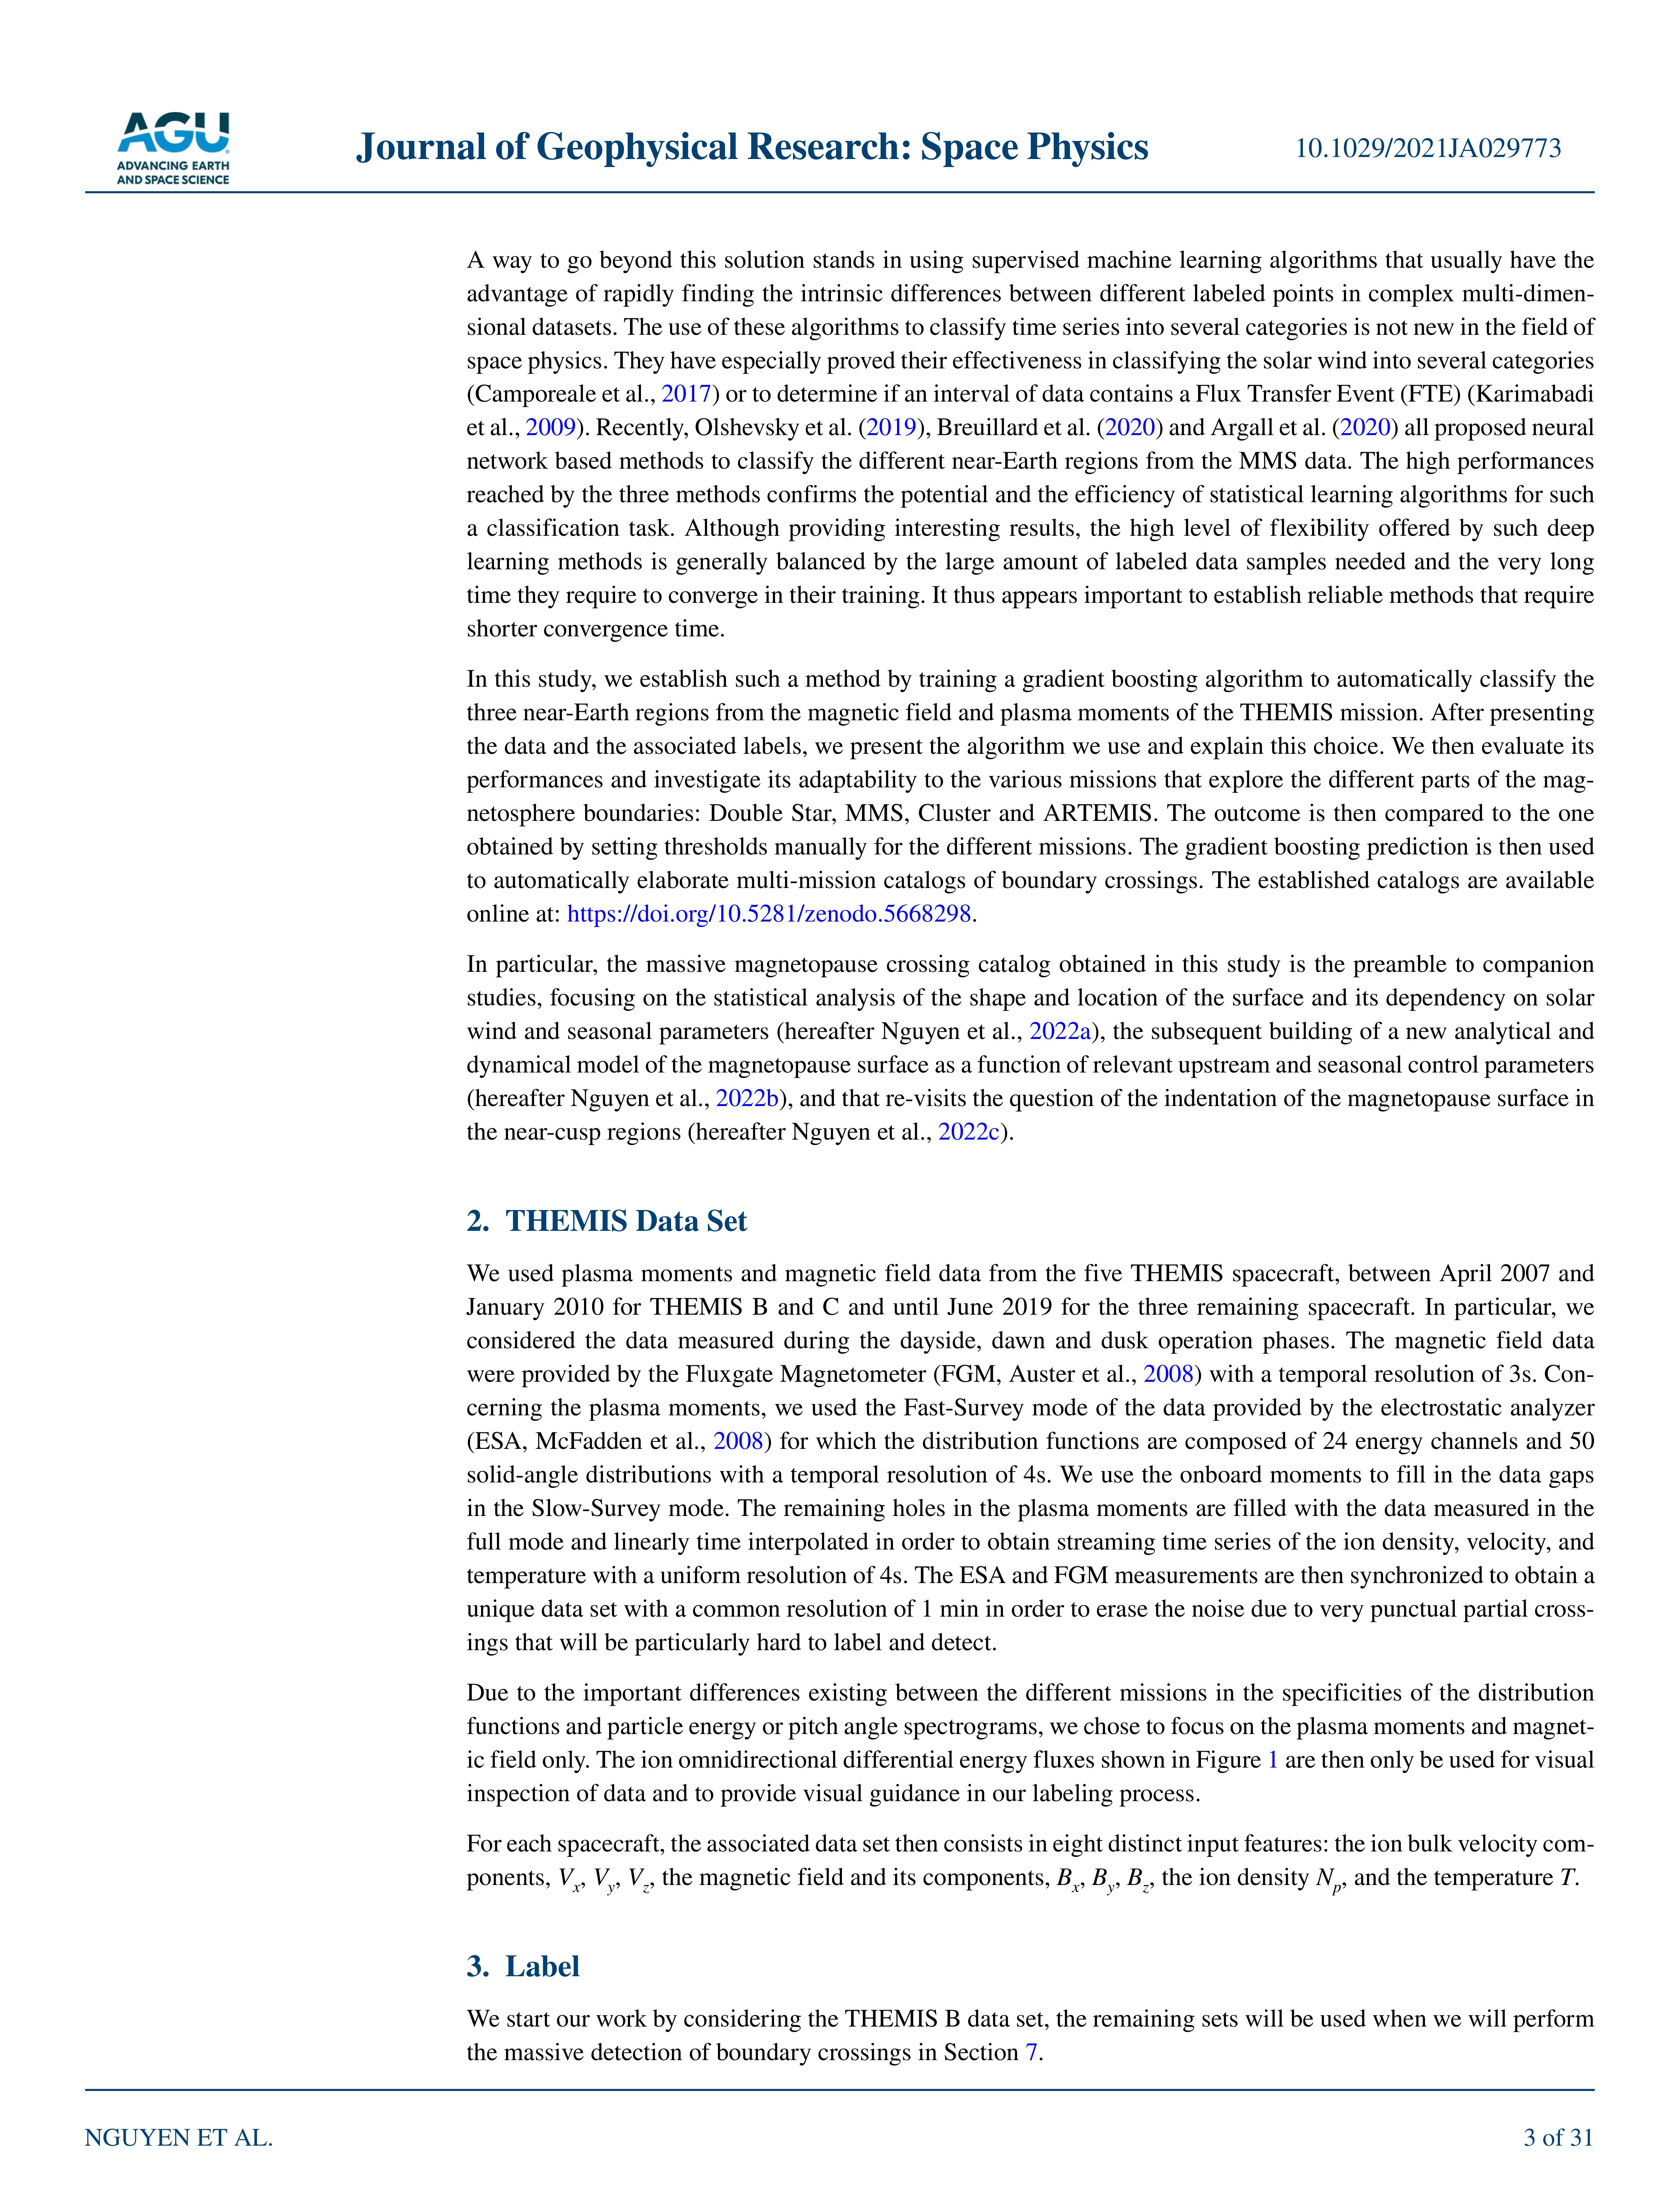 AGU
ADVANCING EARTH
AND SPACE SCIENCE
Journal of Geophysical Research: Space Physics
10.1029/2021JA029773
A way to go beyond this solution stands in using supervised machine learning algorithms that usually have the
advantage of rapidly finding the intrinsic differences between different labeled points in complex multi-dimen-
sional datasets. The use of these algorithms to classify time series into several categories is not new in the field of
space physics. They have especially proved their effectiveness in classifying the solar wind into several categories
(Camporeale et al., 2017) or to determine if an interval of data contains a Flux Transfer Event (FTE) (Karimabadi
et al., 2009). Recently, Olshevsky et al. (2019), Breuillard et al. (2020) and Argall et al. (2020) all proposed neural
network based methods to classify the different near-Earth regions from the MMS data. The high performances
reached by the three methods confirms the potential and the efficiency of statistical learning algorithms for such
a classification task. Although providing interesting results, the high level of flexibility offered by such deep
learning methods is generally balanced by the large amount of labeled data samples needed and the very long
time they require to converge in their training. It thus appears important to establish reliable methods that require
shorter convergence time.
In this study, we establish such a method by training a gradient boosting algorithm to automatically classify the
three near-Earth regions from the magnetic field and plasma moments of the THEMIS mission. After presenting
the data and the associated labels, we present the algorithm we use and explain this choice. We then evaluate its
performances and investigate its adaptability to the various missions that explore the different parts of the mag-
netosphere boundaries: Double Star, MMS, Cluster and ARTEMIS. The outcome is then compared to the one
obtained by setting thresholds manually for the different missions. The gradient boosting prediction is then used
to automatically elaborate multi-mission catalogs of boundary crossings. The established catalogs are available
online at: https://doi.org/10.5281/zenodo.5668298.
In particular, the massive magnetopause crossing catalog obtained in this study is the preamble to companion
studies, focusing on the statistical analysis of the shape and location of the surface and its dependency on solar
wind and seasonal parameters (hereafter Nguyen et al., 2022a), the subsequent building of a new analytical and
dynamical model of the magnetopause surface as a function of relevant upstream and seasonal control parameters
(hereafter Nguyen et al., 2022b), and that re-visits the question of the indentation of the magnetopause surface in
the near-cusp regions (hereafter Nguyen et al., 2022c).
2. THEMIS Data Set
We used plasma moments and magnetic field data from the five THEMIS spacecraft, between April 2007 and
January 2010 for THEMIS B and C and until June 2019 for the three remaining spacecraft. In particular, we
considered the data measured during the dayside, dawn and dusk operation phases. The magnetic field data
were provided by the Fluxgate Magnetometer (FGM, Auster et al., 2008) with a temporal resolution of 3s. Con-
cerning the plasma moments, we used the Fast-Survey mode of the data provided by the electrostatic analyzer
(ESA, McFadden et al., 2008) for which the distribution functions are composed of 24 energy channels and 50
solid-angle distributions with a temporal resolution of 4s. We use the onboard moments to fill in the data gaps
in the Slow-Survey mode. The remaining holes in the plasma moments are filled with the data measured in the
full mode and linearly time interpolated in order to obtain streaming time series of the ion density, velocity, and
temperature with a uniform resolution of 4s. The ESA and FGM measurements are then synchronized to obtain a
unique data set with a common resolution of 1 min in order to erase the noise due to very punctual partial cross-
ings that will be particularly hard to label and detect.
Due to the important differences existing between the different missions in the specificities of the distribution
functions and particle energy or pitch angle spectrograms, we chose to focus on the plasma moments and magnet-
ic field only. The ion omnidirectional differential energy fluxes shown in Figure 1 are then only be used for visual
inspection of data and to provide visual guidance in our labeling process.
For each spacecraft, the associated data set then consists in eight distinct input features: the ion bulk velocity com-
ponents, Vx, Vy, Vz, the magnetic field and its components, Bx, By, Bz, the ion density Np, and the temperature T.
3. Label
We start our work by considering the THEMIS B data set, the remaining sets will be used when we will perform
the massive detection of boundary crossings in Section 7.
NGUYEN ET AL.
3 of 31